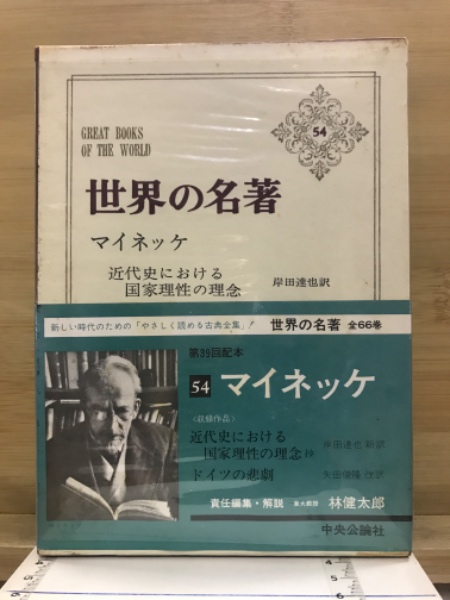 GREAT BOOKS
OF THE WORLD
54
世界の名著
マイネッケ
近代史における
国家理性の理念
岸田達也訳
新しい時代のための「やさしく読める古典全集」!
世界の名著 全66巻
第39回配本
54 マイネッケ
〈収録作品〉
近代史における
国家理性の理念 抄
岸田達也 新訳
ドイツの悲劇
矢田俊隆 改訳
責任編集・解説 東大教授 林健太郎
中央公論社